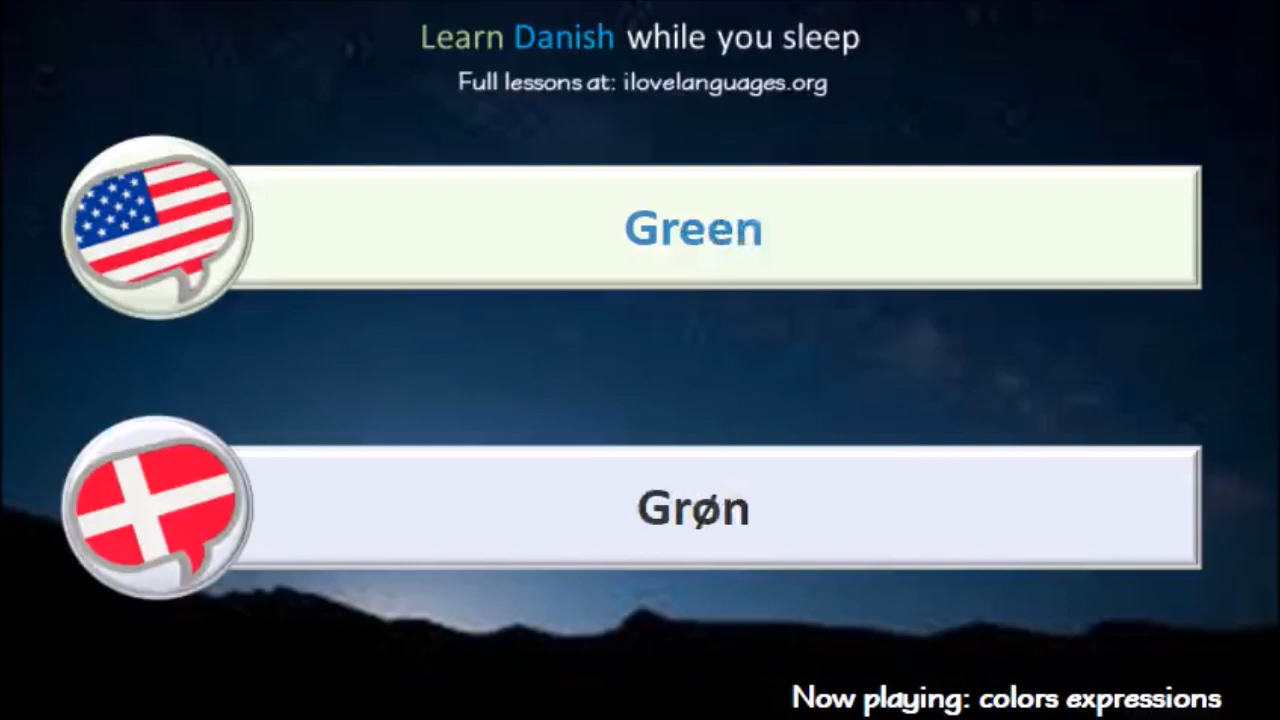 Learn Danish while you sleep
Full lessons at: ilovelanguages.org
Green
Grøn
Now playing: colors expressions